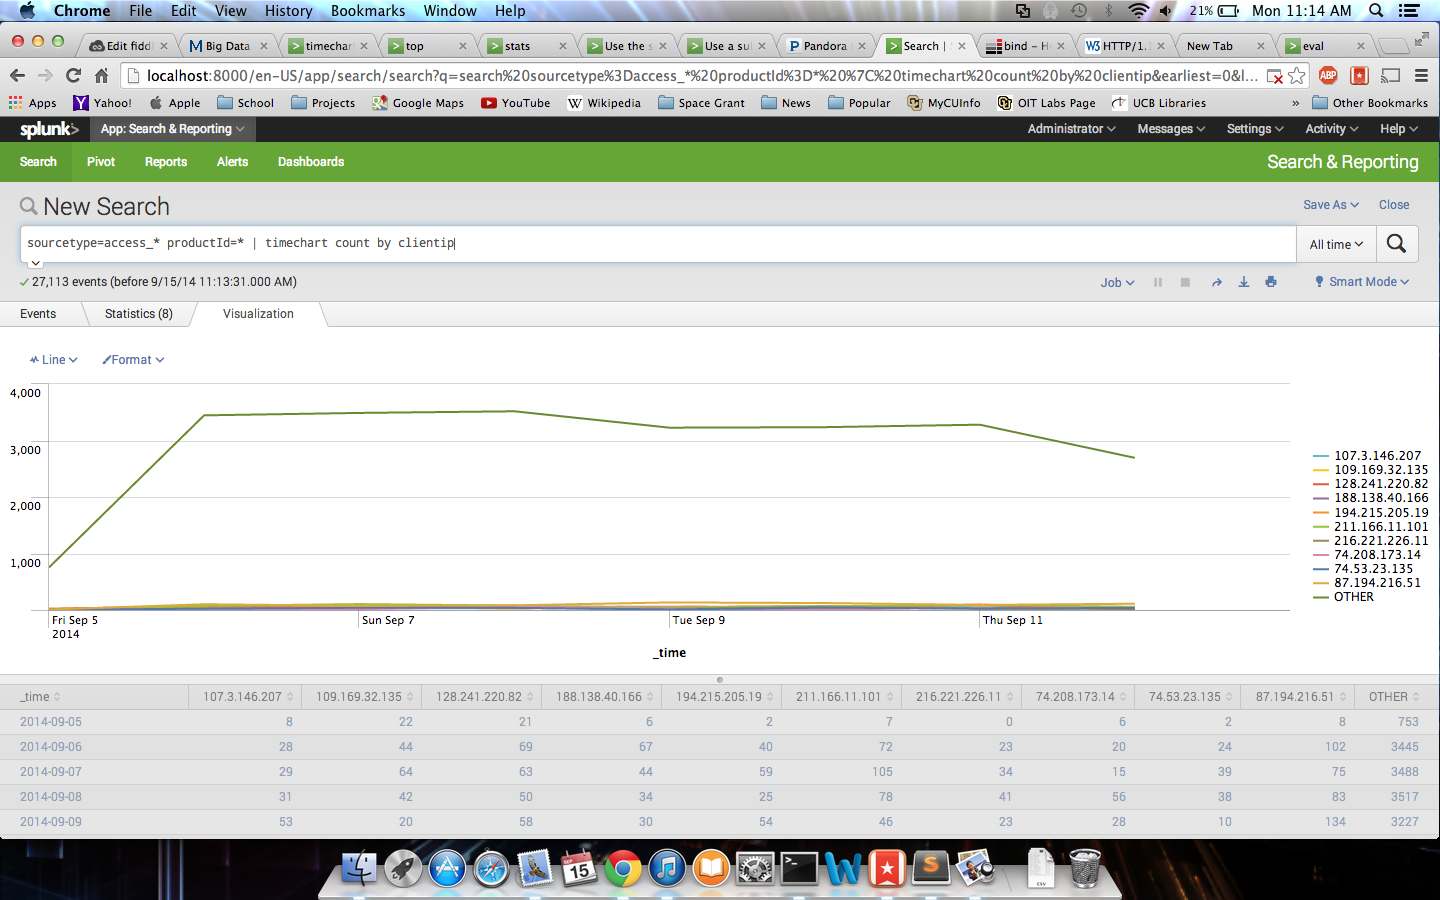 Chrome File Edit View History Bookmarks Window Help 21% Mon 11:14 AM
Edit fiddl Big Data timechar top stats Use the s Use a su Pandora Search | S bind – H HTTP/1. New Tab eval
localhost:8000/en-US/app/search/search?q=search%20sourcetype%3Daccess_*%20productId%3D*%20%7C%20timechart%20count%20by%20clientip&earliest=0&l... ABP
Apps Yahoo! Apple School Projects Google Maps YouTube Wikipedia Space Grant News Popular MyCUInfo OIT Labs Page UCB Libraries » Other Bookmarks
splunk> App: Search & Reporting Administrator Messages Settings Activity Help
Search Pivot Reports Alerts Dashboards Search & Reporting
New Search Save As Close
sourcetype=access_* productId=* | timechart count by clientip All time
27,113 events (before 9/15/14 11:13:31.000 AM) Job Smart Mode
Events Statistics (8) Visualization
Line Format
4,000
3,000
2,000
1,000
107.3.146.207
109.169.32.135
128.241.220.82
188.138.40.166
194.215.205.19
211.166.11.101
216.221.226.11
74.208.173.14
74.53.23.135
87.194.216.51
OTHER
Fri Sep 5 Sun Sep 7 Tue Sep 9 Thu Sep 11
2014
_time
_time 107.3.146.207 109.169.32.135 128.241.220.82 188.138.40.166 194.215.205.19 211.166.11.101 216.221.226.11 74.208.173.14 74.53.23.135 87.194.216.51 OTHER
2014-09-05 8 22 21 6 2 7 0 6 2 8 753
2014-09-06 28 44 69 67 40 72 23 20 24 102 3445
2014-09-07 29 64 63 44 59 105 34 15 39 75 3488
2014-09-08 31 42 50 34 25 78 41 56 38 83 3517
2014-09-09 53 20 58 30 54 46 23 28 10 134 3227
SEP
15
CSV